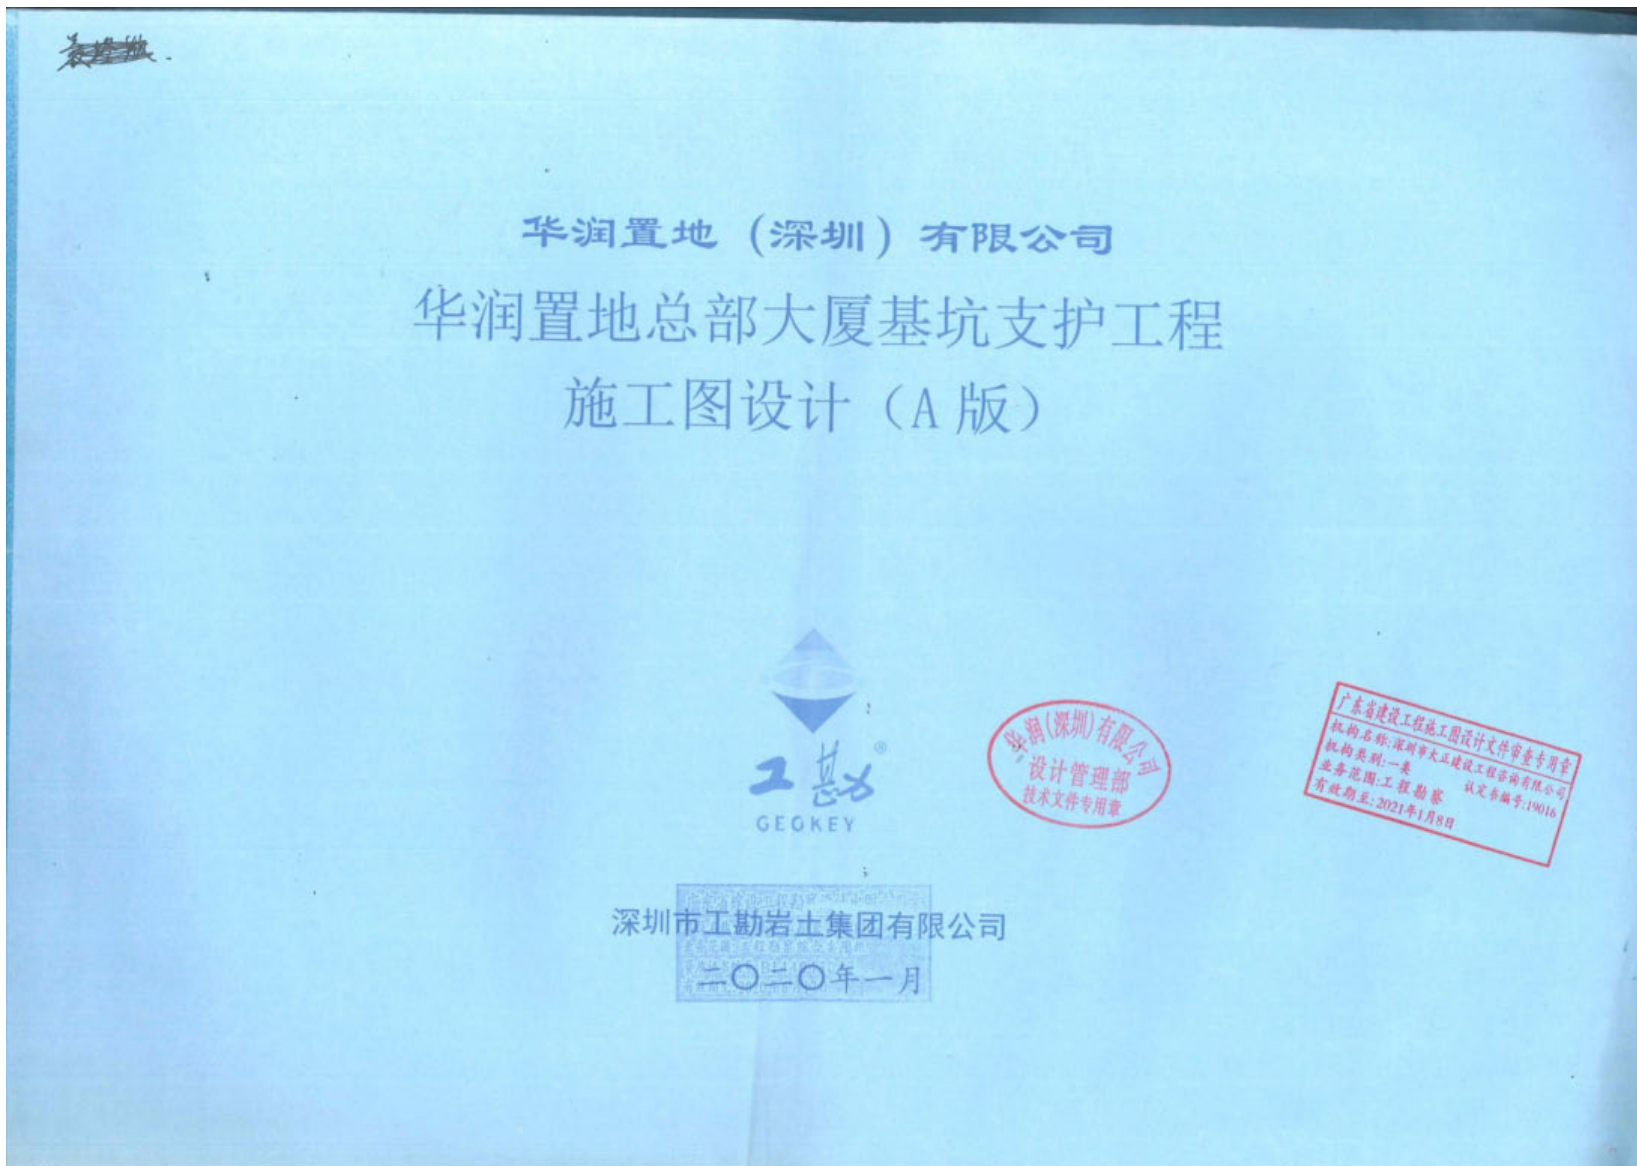 华润置地（深圳）有限公司
华润置地总部大厦基坑支护工程
施工图设计（A版）
工勘®
GEOKEY
华润(深圳)有限公司
设计管理部
技术文件专用章
广东省建设工程施工图设计文件审查专用章
机构名称:深圳市大正建设工程咨询有限公司
机构类别:一类 认定书编号:19016
业务范围:工程勘察
有效期至:2021年1月8日
深圳市工勘岩土集团有限公司
二〇二〇年一月